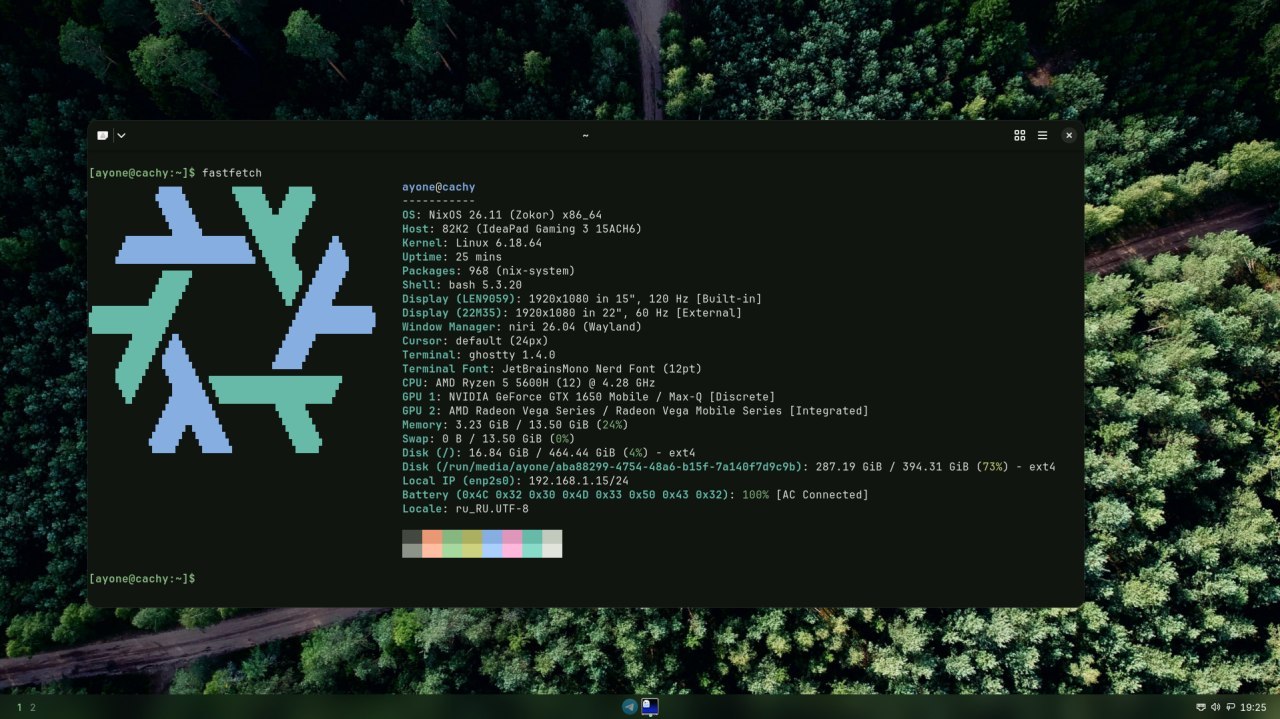 ~
[ayone@cachy:~]$ fastfetch
ayone@cachy
-----------
OS: NixOS 26.11 (Zokor) x86_64
Host: 82K2 (IdeaPad Gaming 3 15ACH6)
Kernel: Linux 6.18.64
Uptime: 25 mins
Packages: 968 (nix-system)
Shell: bash 5.3.20
Display (LEN9059): 1920x1080 in 15", 120 Hz [Built-in]
Display (22M35): 1920x1080 in 22", 60 Hz [External]
Window Manager: niri 26.04 (Wayland)
Cursor: default (24px)
Terminal: ghostty 1.4.0
Terminal Font: JetBrainsMono Nerd Font (12pt)
CPU: AMD Ryzen 5 5600H (12) @ 4.28 GHz
GPU 1: NVIDIA GeForce GTX 1650 Mobile / Max-Q [Discrete]
GPU 2: AMD Radeon Vega Series / Radeon Vega Mobile Series [Integrated]
Memory: 3.23 GiB / 13.50 GiB (24%)
Swap: 0 B / 13.50 GiB (0%)
Disk (/): 16.84 GiB / 464.44 GiB (4%) - ext4
Disk (/run/media/ayone/aba88299-4754-48a6-b15f-7a140f7d9c9b): 287.19 GiB / 394.31 GiB (73%) - ext4
Local IP (enp2s0): 192.168.1.15/24
Battery (0x4C 0x32 0x30 0x4D 0x33 0x50 0x43 0x32): 100% [AC Connected]
Locale: ru_RU.UTF-8
[ayone@cachy:~]$
1 2
19:25